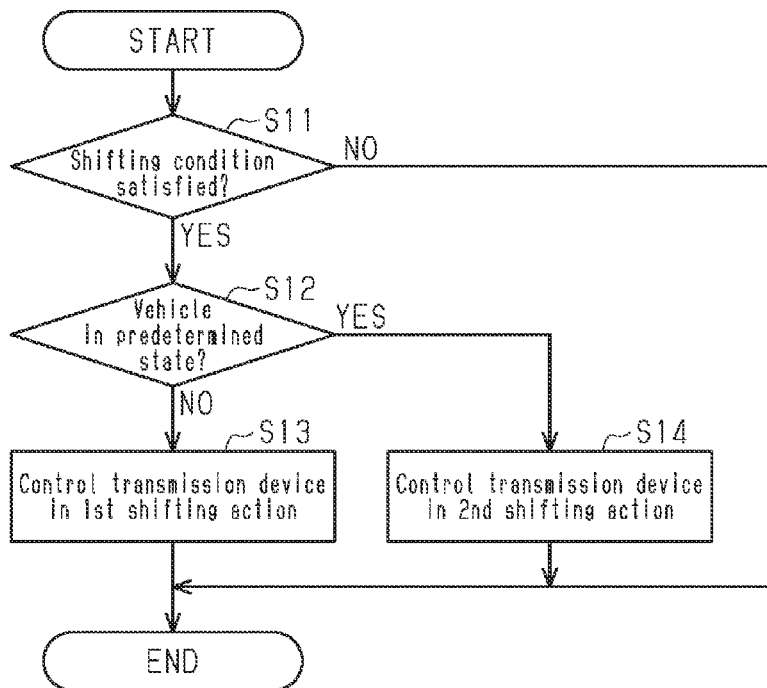 START
S11
Shifting condition
satisfied?
NO
YES
S12
Vehicle
in predetermined
state?
YES
NO
S13
Control transmission device
in 1st shifting action
S14
Control transmission device
in 2nd shifting action
END